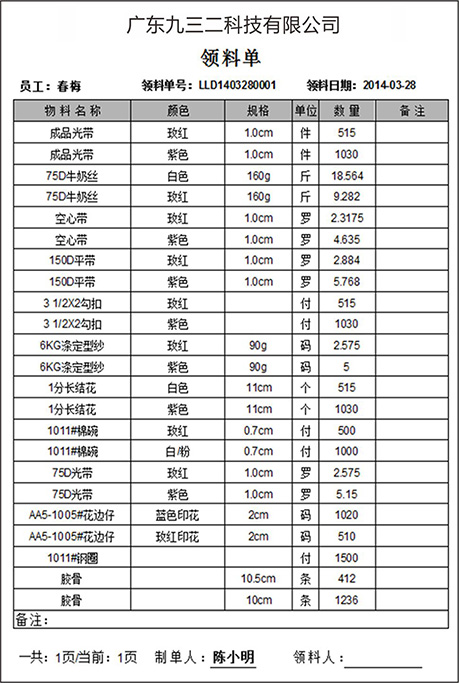 广东九三二科技有限公司
领料单
员工：春梅 领料单号：LLD1403280001 领料日期：2014-03-28
物料名称 颜色 规格 单位 数量 备注
成品光带 玫红 1.0cm 件 515
成品光带 紫色 1.0cm 件 1030
75D牛奶丝 白色 160g 斤 18.564
75D牛奶丝 玫红 160g 斤 9.282
空心带 玫红 1.0cm 罗 2.3175
空心带 紫色 1.0cm 罗 4.635
150D平带 玫红 1.0cm 罗 2.884
150D平带 紫色 1.0cm 罗 5.768
3 1/2X2勾扣 玫红 付 515
3 1/2X2勾扣 紫色 付 1030
6KG涤定型纱 玫红 90g 码 2.575
6KG涤定型纱 紫色 90g 码 5
1分长结花 白色 11cm 个 515
1分长结花 紫色 11cm 个 1030
1011#棉碗 玫红 0.7cm 付 500
1011#棉碗 白/粉 0.7cm 付 1000
75D光带 玫红 1.0cm 罗 2.575
75D光带 紫色 1.0cm 罗 5.15
AA5-1005#花边仔 蓝色印花 2cm 码 1020
AA5-1005#花边仔 玫红印花 2cm 码 510
1011#钢圈 付 1500
胶骨 10.5cm 条 412
胶骨 10cm 条 1236
备注：
一共：1页/当前：1页 制单人：陈小明 领料人：